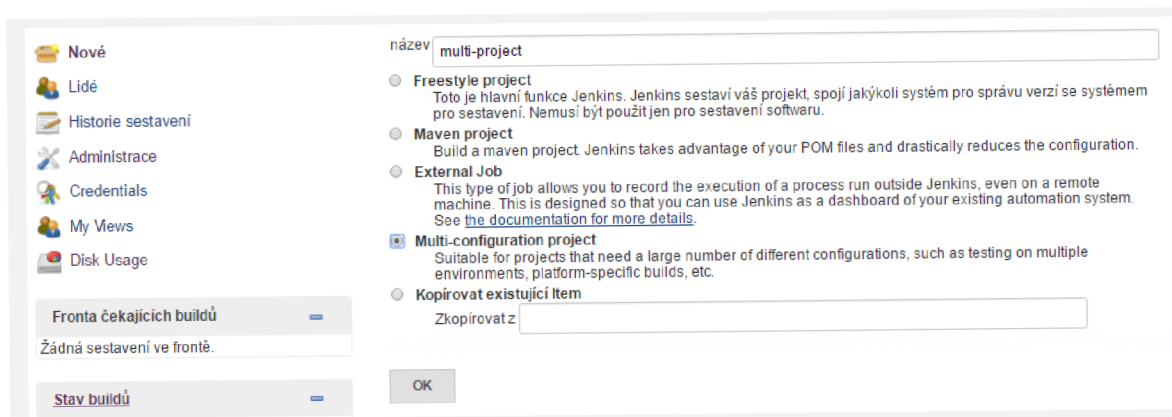 Nové
Lidé
Historie sestavení
Administrace
Credentials
My Views
Disk Usage
Fronta čekajících buildů
Žádná sestavení ve frontě.
Stav buildů
název multi-project
Freestyle project
Toto je hlavní funkce Jenkins. Jenkins sestaví váš projekt, spojí jakýkoli systém pro správu verzí se systémem
pro sestavení. Nemusí být použit jen pro sestavení softwaru.
Maven project
Build a maven project. Jenkins takes advantage of your POM files and drastically reduces the configuration.
External Job
This type of job allows you to record the execution of a process run outside Jenkins, even on a remote
machine. This is designed so that you can use Jenkins as a dashboard of your existing automation system.
See the documentation for more details.
Multi-configuration project
Suitable for projects that need a large number of different configurations, such as testing on multiple
environments, platform-specific builds, etc.
Kopírovat existující Item
Zkopírovat z
OK